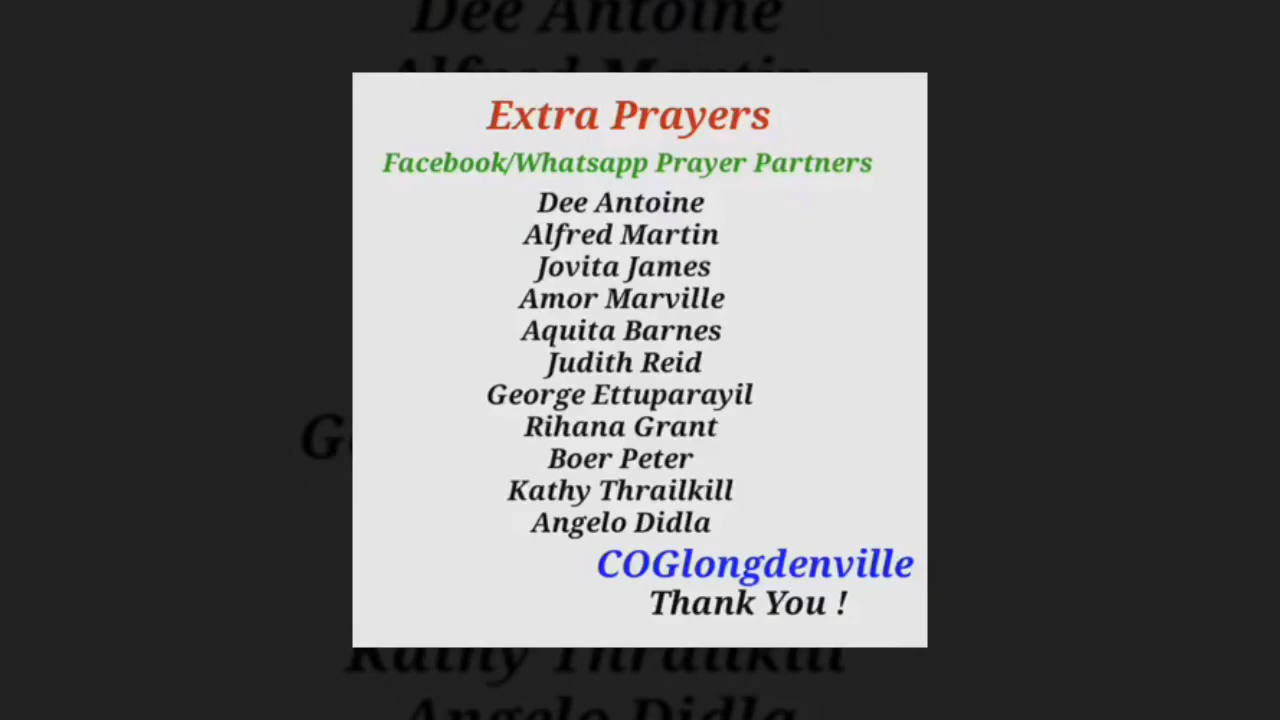 Extra Prayers
Facebook/Whatsapp Prayer Partners
Dee Antoine
Alfred Martin
Jovita James
Amor Marville
Aquita Barnes
Judith Reid
George Ettuparayil
Rihana Grant
Boer Peter
Kathy Thrailkill
Angelo Didla
COGlongdenville
Thank You !